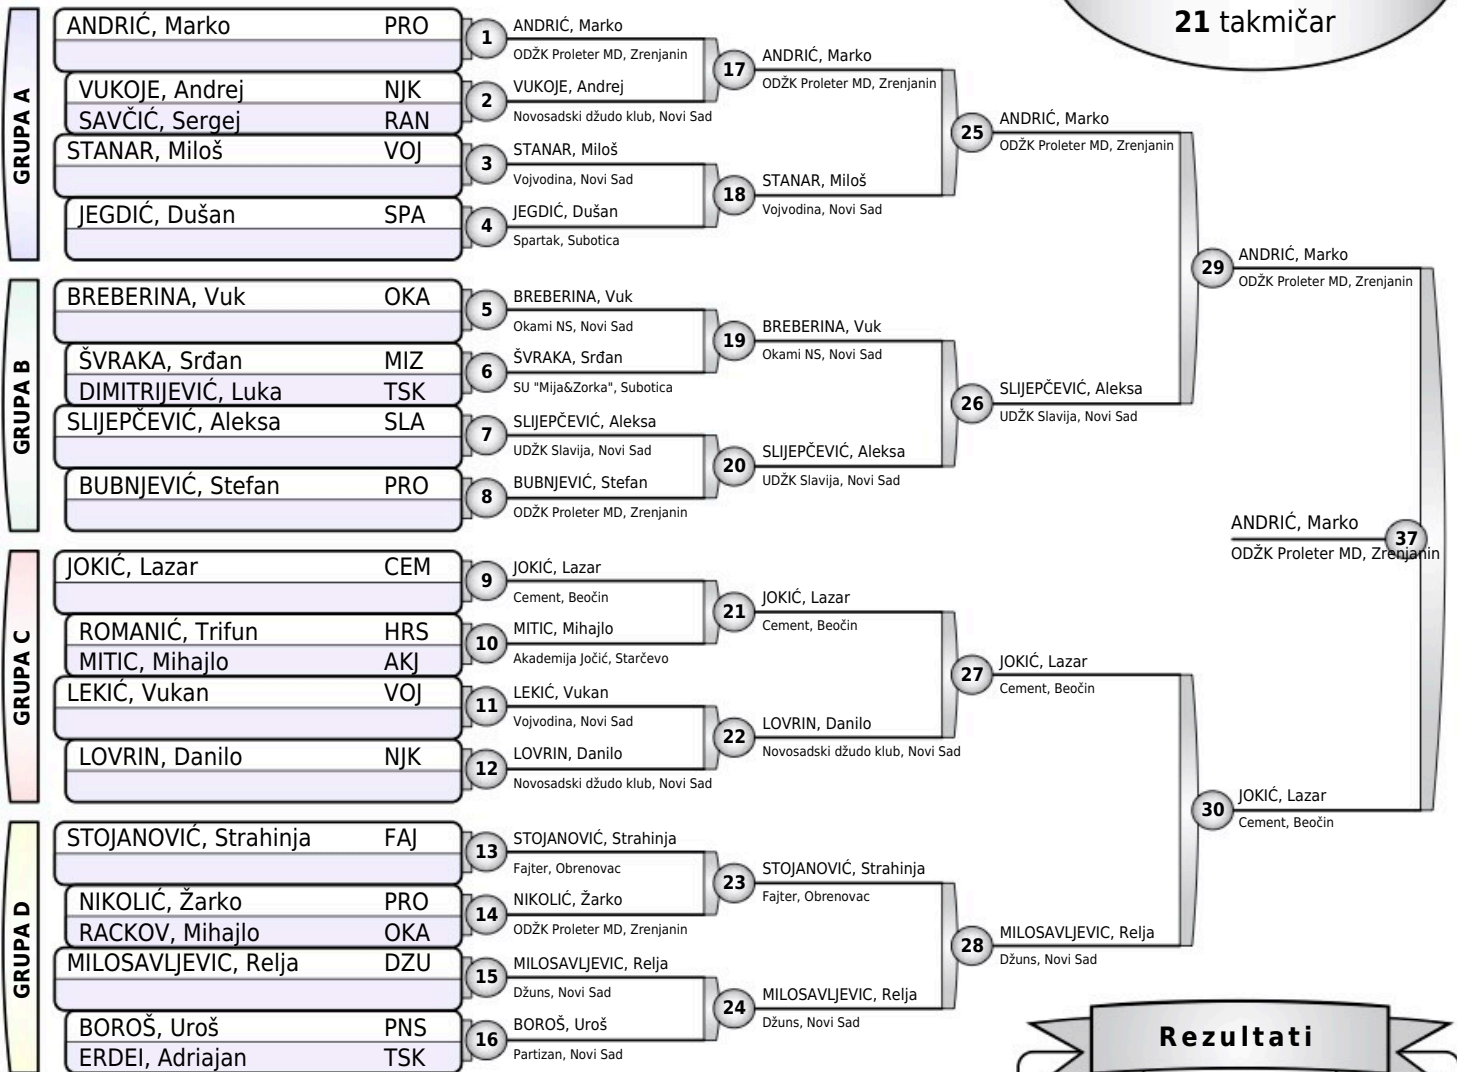 21 takmičar
GRUPA A
ANDRIĆ, Marko PRO
VUKOJE, Andrej NJK
SAVČIĆ, Sergej RAN
STANAR, Miloš VOJ
JEGDIĆ, Dušan SPA
GRUPA B
BREBERINA, Vuk OKA
ŠVRAKA, Srđan MIZ
DIMITRIJEVIĆ, Luka TSK
SLIJEPČEVIĆ, Aleksa SLA
BUBNJEVIĆ, Stefan PRO
GRUPA C
JOKIĆ, Lazar CEM
ROMANIĆ, Trifun HRS
MITIC, Mihajlo AKJ
LEKIĆ, Vukan VOJ
LOVRIN, Danilo NJK
GRUPA D
STOJANOVIĆ, Strahinja FAJ
NIKOLIĆ, Žarko PRO
RACKOV, Mihajlo OKA
MILOSAVLJEVIC, Relja DZU
BOROŠ, Uroš PNS
ERDEI, Adriajan TSK
1 ANDRIĆ, Marko
ODŽK Proleter MD, Zrenjanin
2 VUKOJE, Andrej
Novosadski džudo klub, Novi Sad
3 STANAR, Miloš
Vojvodina, Novi Sad
4 JEGDIĆ, Dušan
Spartak, Subotica
5 BREBERINA, Vuk
Okami NS, Novi Sad
6 ŠVRAKA, Srđan
SU "Mija&Zorka", Subotica
7 SLIJEPČEVIĆ, Aleksa
UDŽK Slavija, Novi Sad
8 BUBNJEVIĆ, Stefan
ODŽK Proleter MD, Zrenjanin
9 JOKIĆ, Lazar
Cement, Beočin
10 MITIC, Mihajlo
Akademija Jočić, Starčevo
11 LEKIĆ, Vukan
Vojvodina, Novi Sad
12 LOVRIN, Danilo
Novosadski džudo klub, Novi Sad
13 STOJANOVIĆ, Strahinja
Fajter, Obrenovac
14 NIKOLIĆ, Žarko
ODŽK Proleter MD, Zrenjanin
15 MILOSAVLJEVIC, Relja
Džuns, Novi Sad
16 BOROŠ, Uroš
Partizan, Novi Sad
17 ANDRIĆ, Marko
ODŽK Proleter MD, Zrenjanin
18 STANAR, Miloš
Vojvodina, Novi Sad
19 BREBERINA, Vuk
Okami NS, Novi Sad
20 SLIJEPČEVIĆ, Aleksa
UDŽK Slavija, Novi Sad
21 JOKIĆ, Lazar
Cement, Beočin
22 LOVRIN, Danilo
Novosadski džudo klub, Novi Sad
23 STOJANOVIĆ, Strahinja
Fajter, Obrenovac
24 MILOSAVLJEVIC, Relja
Džuns, Novi Sad
25 ANDRIĆ, Marko
ODŽK Proleter MD, Zrenjanin
26 SLIJEPČEVIĆ, Aleksa
UDŽK Slavija, Novi Sad
27 JOKIĆ, Lazar
Cement, Beočin
28 MILOSAVLJEVIC, Relja
Džuns, Novi Sad
29 ANDRIĆ, Marko
ODŽK Proleter MD, Zrenjanin
30 JOKIĆ, Lazar
Cement, Beočin
ANDRIĆ, Marko 37
ODŽK Proleter MD, Zrenjanin
Rezultati